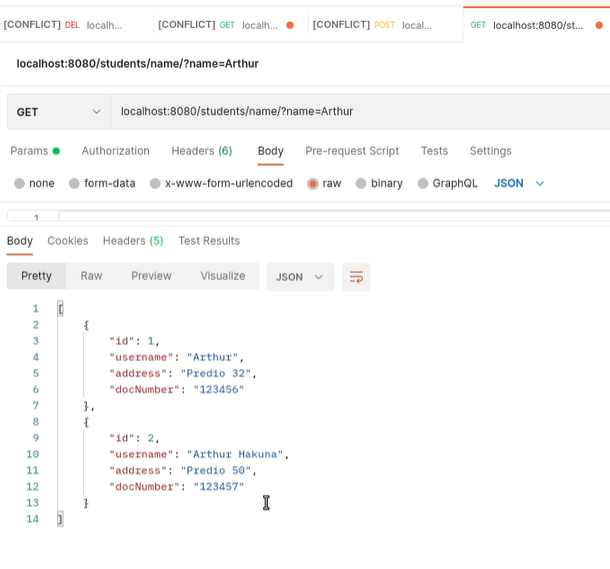 [CONFLICT] DEL localh... [CONFLICT] GET localh... [CONFLICT] POST local... GET localhost:8080/st...
localhost:8080/students/name/?name=Arthur
GET localhost:8080/students/name/?name=Arthur
Params Authorization Headers (6) Body Pre-request Script Tests Settings
none form-data x-www-form-urlencoded raw binary GraphQL JSON
1
Body Cookies Headers (5) Test Results
Pretty Raw Preview Visualize JSON
1 [
2 {
3 "id": 1,
4 "username": "Arthur",
5 "address": "Predio 32",
6 "docNumber": "123456"
7 },
8 {
9 "id": 2,
10 "username": "Arthur Hakuna",
11 "address": "Predio 50",
12 "docNumber": "123457"
13 }
14 ]